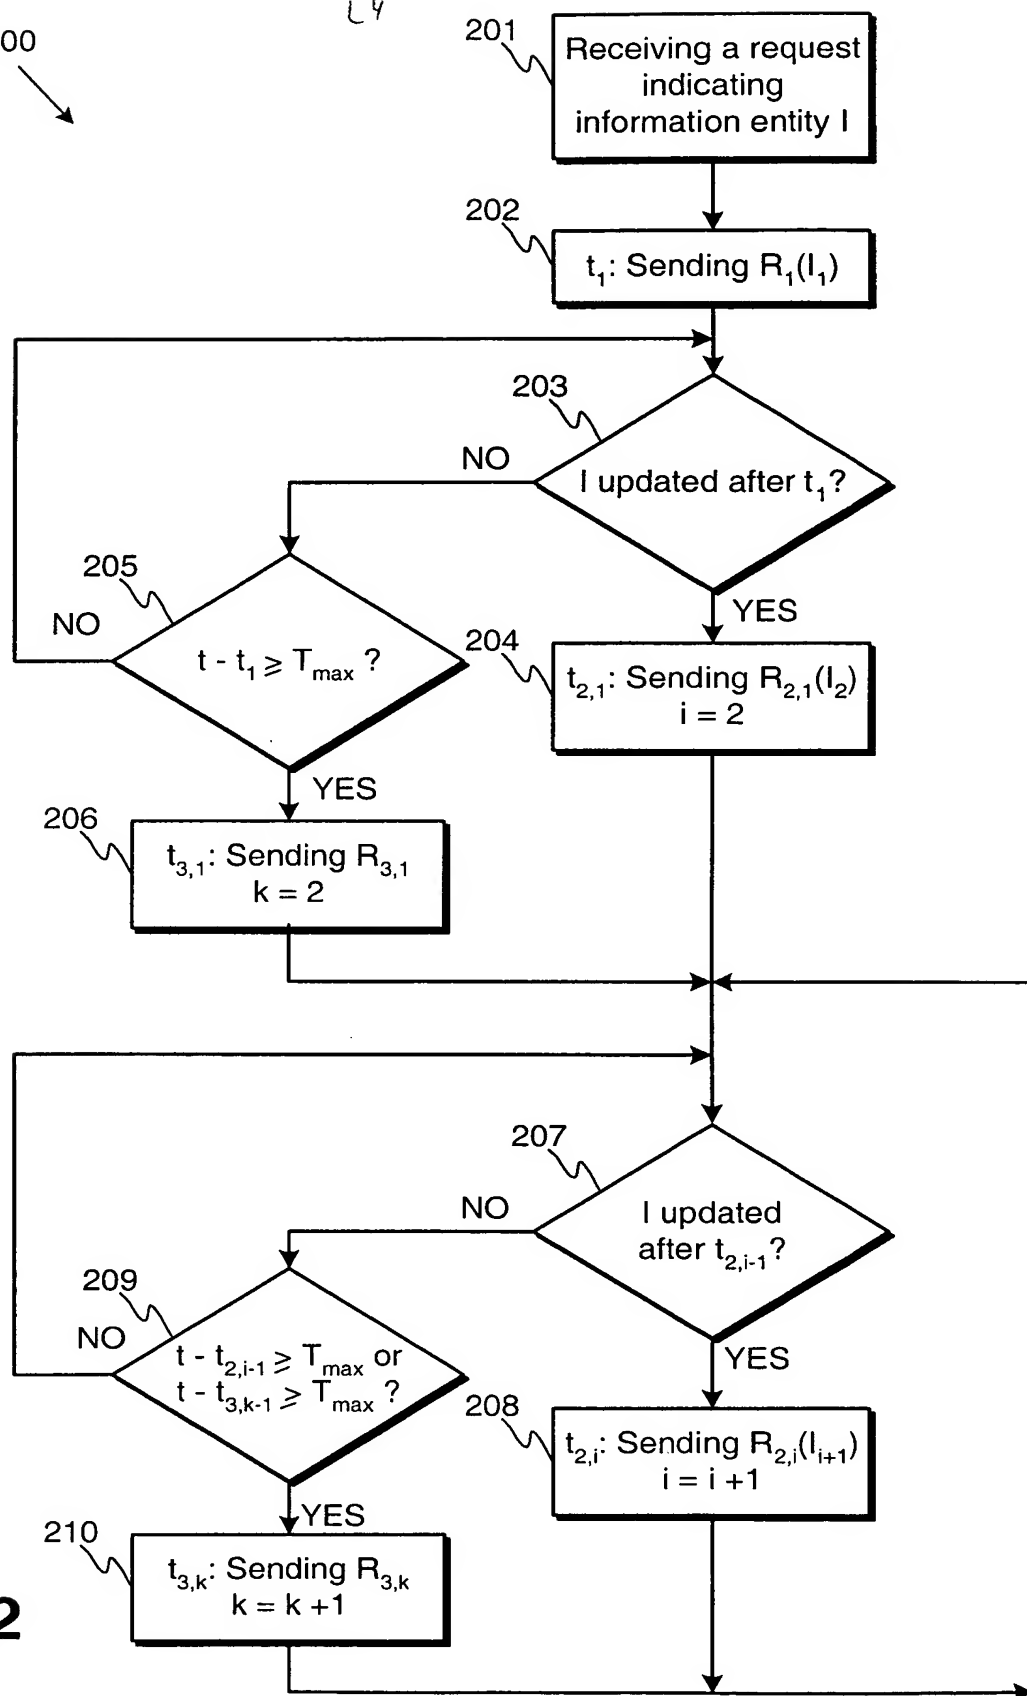 00
201
Receiving a request
indicating
information entity I
202
t₁: Sending R₁(I₁)
203
I updated after t₁?
NO
YES
205
t - t₁ ⩾ Tₘₐₓ ?
NO
YES
204
t2,1: Sending R2,1(I2)
i = 2
206
t3,1: Sending R3,1
k = 2
207
I updated
after t2,i-1?
NO
YES
209
t - t2,i-1 ⩾ Tmax or
t - t3,k-1 ⩾ Tmax ?
NO
YES
208
t2,i: Sending R2,i(Ii+1)
i = i +1
210
t3,k: Sending R3,k
k = k +1
2